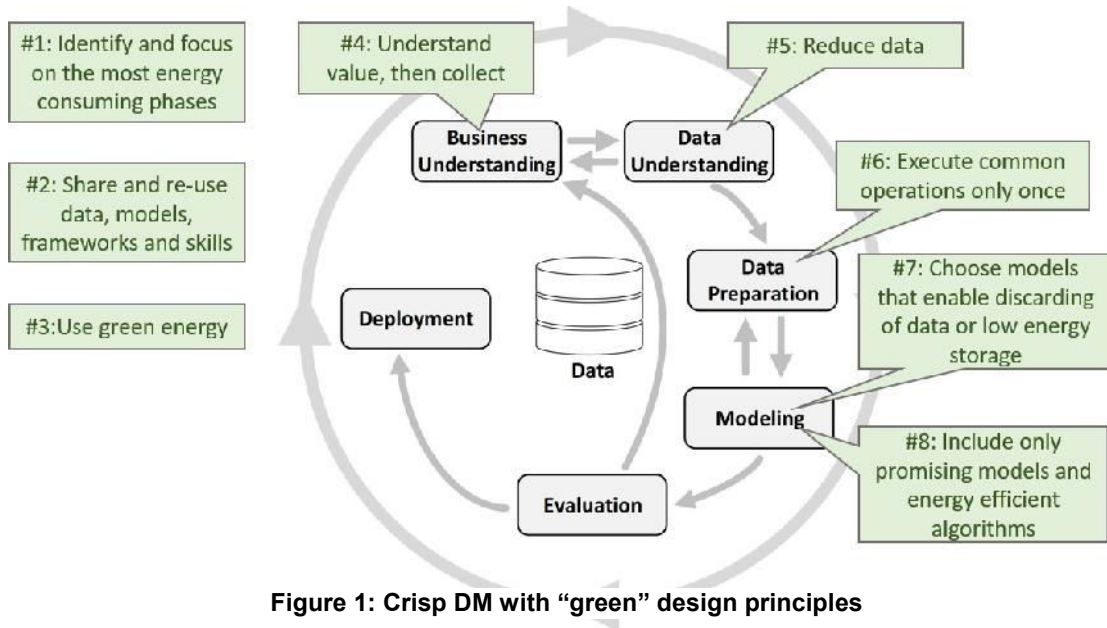 #1: Identify and focus
on the most energy
consuming phases
#2: Share and re-use
data, models,
frameworks and skills
#3:Use green energy
#4: Understand
value, then collect
#5: Reduce data
Business
Understanding
Data
Understanding
#6: Execute common
operations only once
Data
Preparation
#7: Choose models
that enable discarding
of data or low energy
storage
Deployment
Data
Modeling
#8: Include only
promising models and
energy efficient
algorithms
Evaluation
Figure 1: Crisp DM with “green” design principles